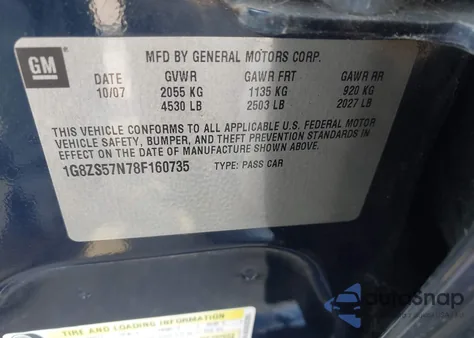 GM
MFD BY GENERAL MOTORS CORP.
DATE GVWR GAWR FRT GAWR RR
10/07 2055 KG 1135 KG 920 KG
4530 LB 2503 LB 2027 LB
THIS VEHICLE CONFORMS TO ALL APPLICABLE U.S. FEDERAL MOTOR
VEHICLE SAFETY, BUMPER, AND THEFT PREVENTION STANDARDS IN
EFFECT ON THE DATE OF MANUFACTURE SHOWN ABOVE.
1G8ZS57N78F160735 TYPE: PASS CAR
AutoSnap
TIRE AND LOADING INFORMATION